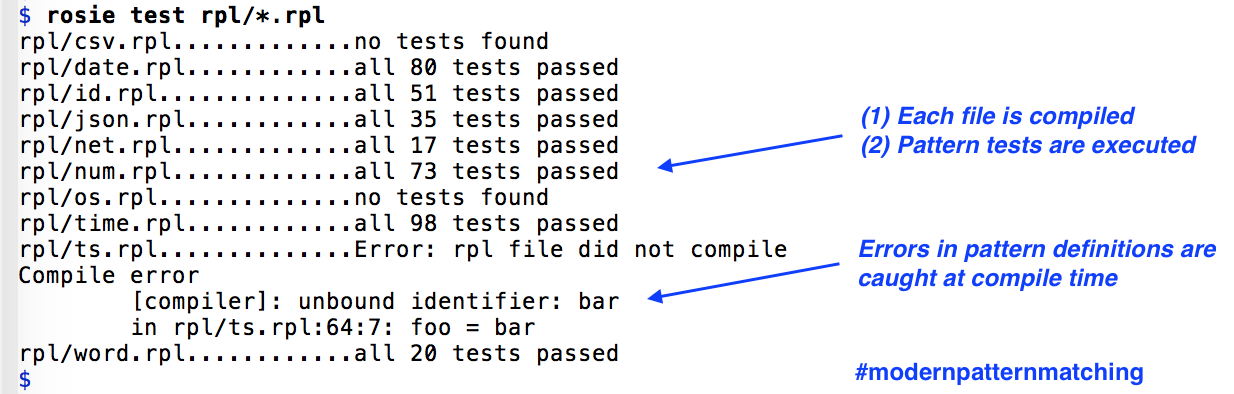 $ rosie test rpl/*.rpl
rpl/csv.rpl.............no tests found
rpl/date.rpl............all 80 tests passed
rpl/id.rpl..............all 51 tests passed
rpl/json.rpl............all 35 tests passed
rpl/net.rpl.............all 17 tests passed
rpl/num.rpl.............all 73 tests passed
rpl/os.rpl..............no tests found
rpl/time.rpl............all 98 tests passed
rpl/ts.rpl..............Error: rpl file did not compile
Compile error
        [compiler]: unbound identifier: bar
        in rpl/ts.rpl:64:7: foo = bar
rpl/word.rpl............all 20 tests passed
$
(1) Each file is compiled
(2) Pattern tests are executed
Errors in pattern definitions are
caught at compile time
#modernpatternmatching